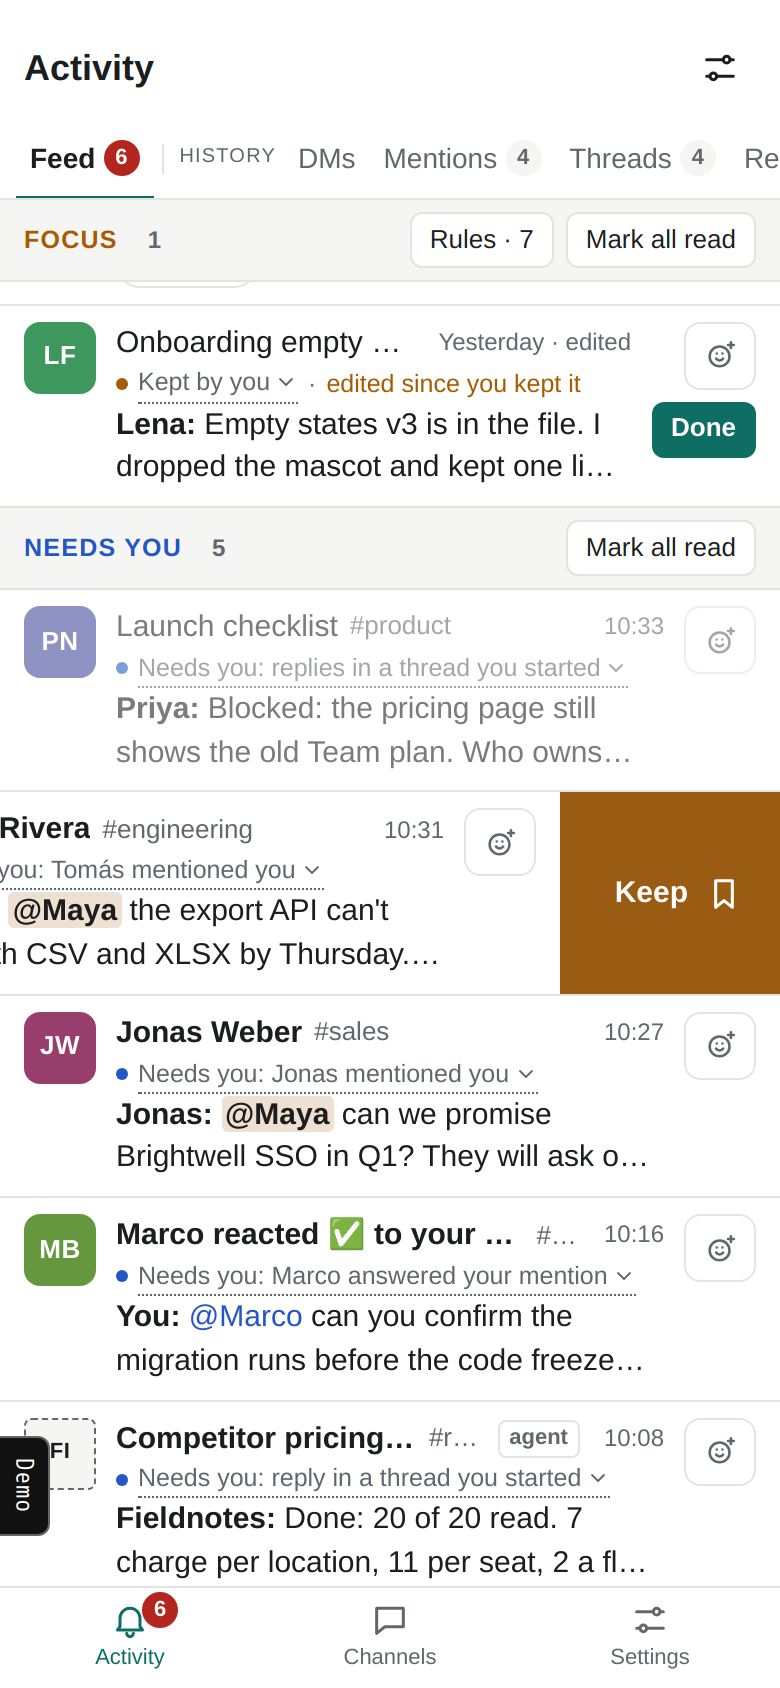 Activity
Feed 6 HISTORY DMs Mentions 4 Threads 4 Re
FOCUS 1 Rules · 7 Mark all read
LF Onboarding empty … Yesterday · edited
Kept by you · edited since you kept it
Lena: Empty states v3 is in the file. I
dropped the mascot and kept one li…
Done
NEEDS YOU 5 Mark all read
PN Launch checklist #product 10:33
Needs you: replies in a thread you started
Priya: Blocked: the pricing page still
shows the old Team plan. Who owns…
Rivera #engineering 10:31
you: Tomás mentioned you
@Maya the export API can't
h CSV and XLSX by Thursday.…
Keep
JW Jonas Weber #sales 10:27
Needs you: Jonas mentioned you
Jonas: @Maya can we promise
Brightwell SSO in Q1? They will ask o…
MB Marco reacted ✅ to your … #… 10:16
Needs you: Marco answered your mention
You: @Marco can you confirm the
migration runs before the code freeze…
FI Competitor pricing… #r… agent 10:08
Needs you: reply in a thread you started
Fieldnotes: Done: 20 of 20 read. 7
charge per location, 11 per seat, 2 a fl…
Demo
6
Activity Channels Settings